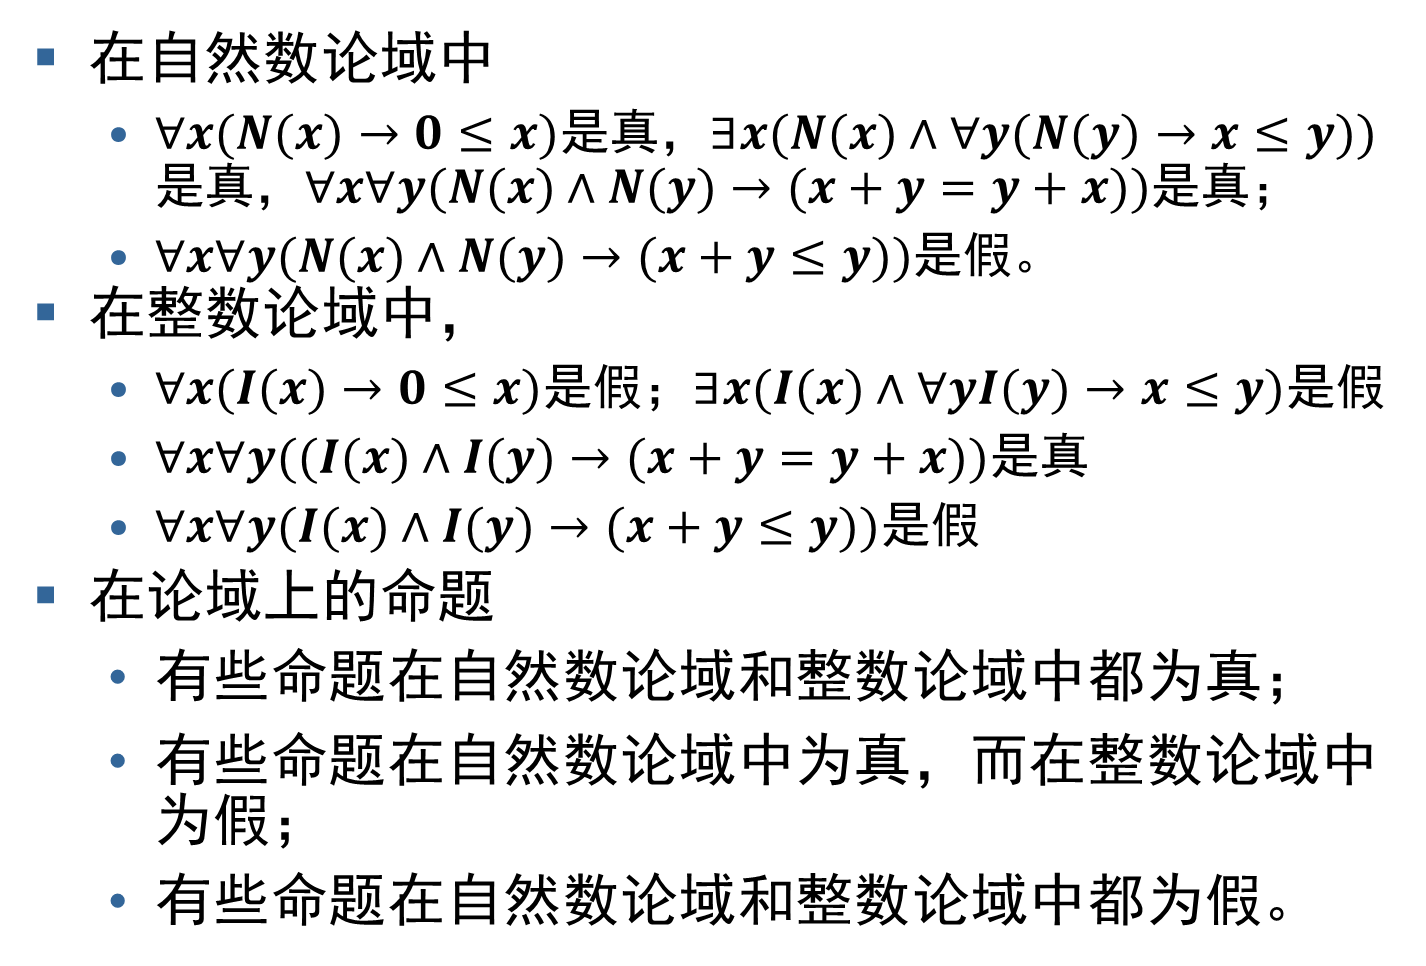 ▪ 在自然数论域中
• ∀x(N(x) → 0 ≤ x)是真，∃x(N(x) ∧ ∀y(N(y) → x ≤ y))
是真，∀x∀y(N(x) ∧ N(y) → (x + y = y + x))是真；
• ∀x∀y(N(x) ∧ N(y) → (x + y ≤ y))是假。
▪ 在整数论域中，
• ∀x(I(x) → 0 ≤ x)是假；∃x(I(x) ∧ ∀yI(y) → x ≤ y)是假
• ∀x∀y((I(x) ∧ I(y) → (x + y = y + x))是真
• ∀x∀y(I(x) ∧ I(y) → (x + y ≤ y))是假
▪ 在论域上的命题
• 有些命题在自然数论域和整数论域中都为真；
• 有些命题在自然数论域中为真，而在整数论域中
为假；
• 有些命题在自然数论域和整数论域中都为假。